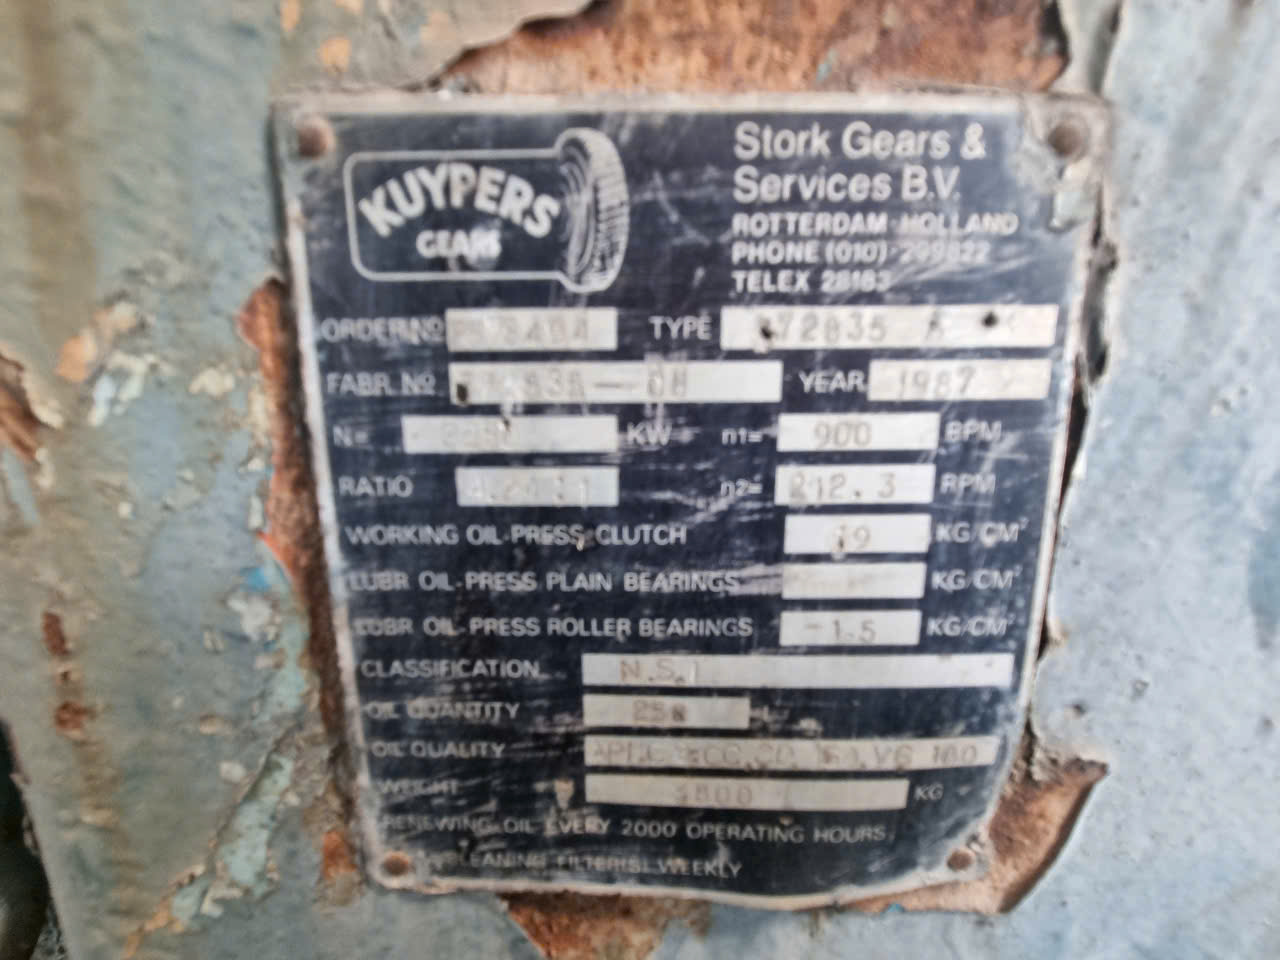 KUYPERS
GEARS
Stork Gears &
Services B.V.
ROTTERDAM-HOLLAND
PHONE (010)-299822
TELEX 28183
ORDER.No TYPE
FABR. No YEAR 1987
N= KW n1= 900 RPM
RATIO n2= 212.3 RPM
WORKING OIL-PRESS-CLUTCH 19 KG/CM²
LUBR OIL-PRESS PLAIN BEARINGS KG/CM²
LUBR OIL-PRESS ROLLER BEARINGS -1.5 KG/CM²
CLASSIFICATION N.S.I
OIL QUANTITY L
OIL QUALITY VG 100
WEIGHT KG
RENEWING OIL EVERY 2000 OPERATING HOURS
CLEANING FILTER(S) WEEKLY